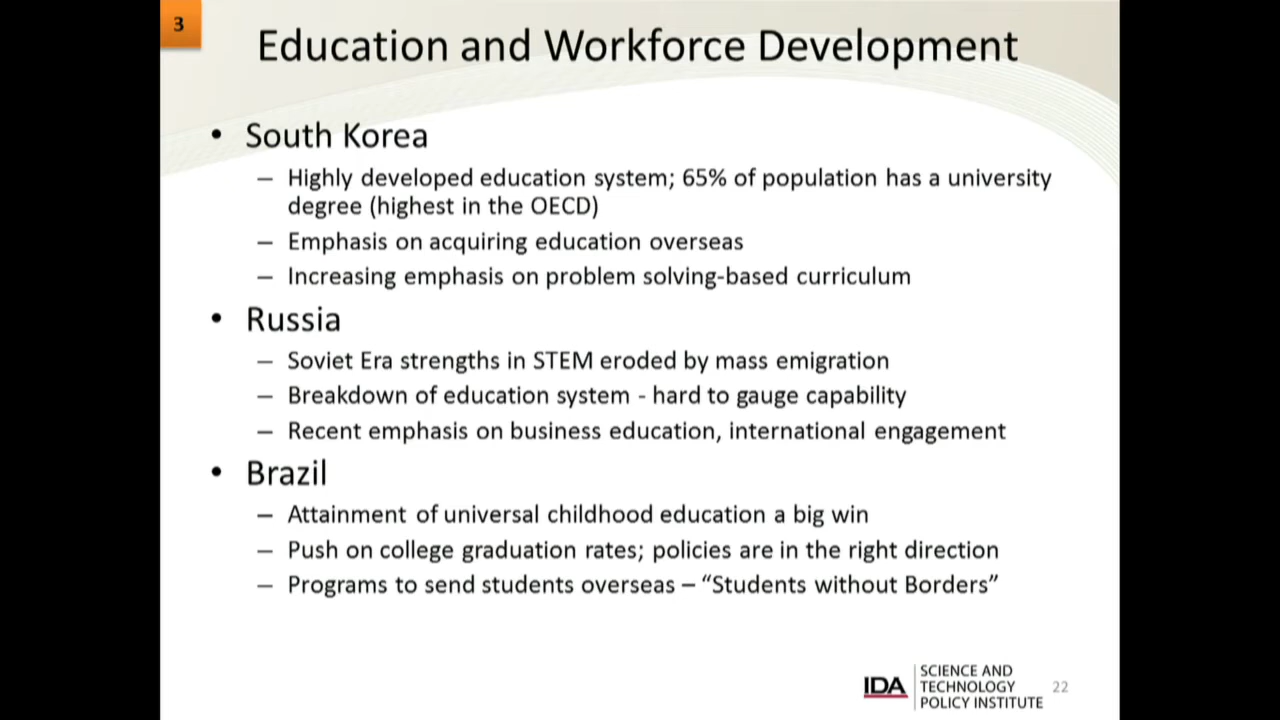 3
Education and Workforce Development
• South Korea
– Highly developed education system; 65% of population has a university
degree (highest in the OECD)
– Emphasis on acquiring education overseas
– Increasing emphasis on problem solving-based curriculum
• Russia
– Soviet Era strengths in STEM eroded by mass emigration
– Breakdown of education system - hard to gauge capability
– Recent emphasis on business education, international engagement
• Brazil
– Attainment of universal childhood education a big win
– Push on college graduation rates; policies are in the right direction
– Programs to send students overseas – “Students without Borders”
IDA
SCIENCE AND
TECHNOLOGY
POLICY INSTITUTE
22